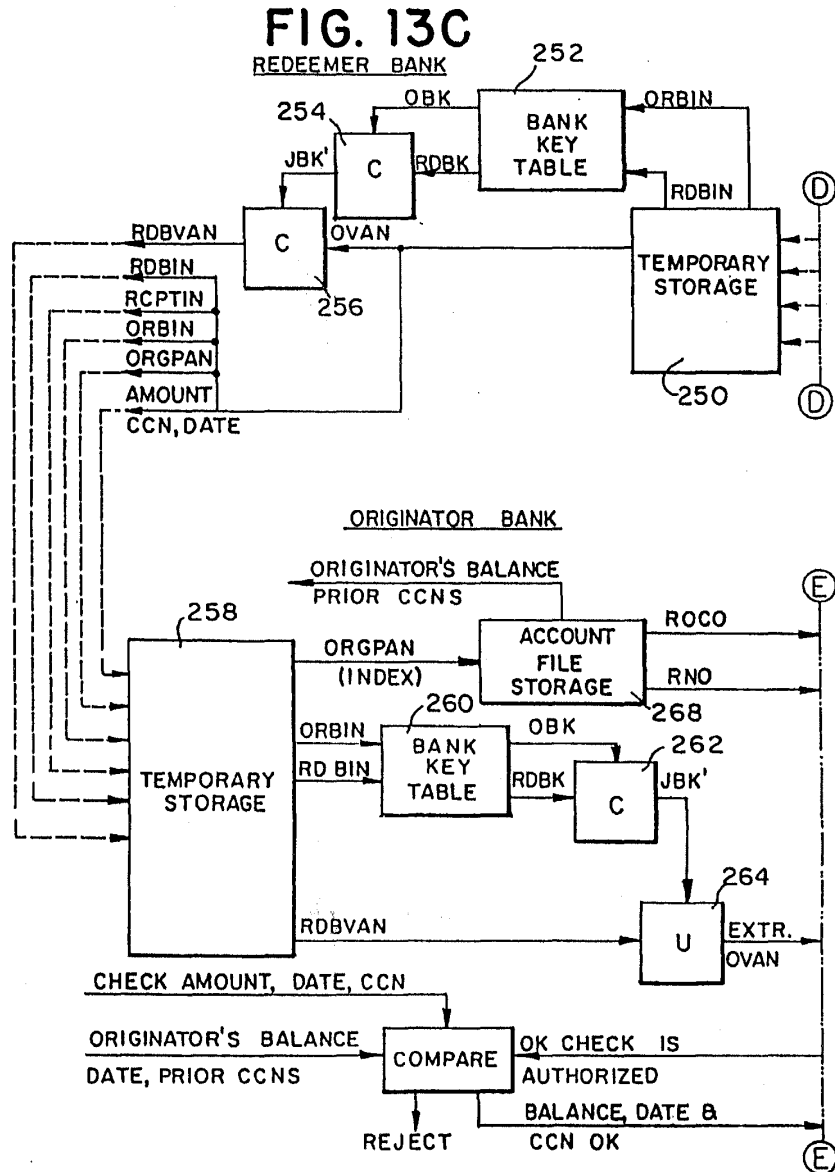 FIG. 13C
REDEEMER BANK
252
OBK
ORBIN
254
BANK
KEY
TABLE
JBK'
C
RDBK
RDBIN
D
D
RDBVAN
C
OVAN
TEMPORARY
STORAGE
RDBIN
256
RCPTIN
ORBIN
ORGPAN
250
AMOUNT
CCN, DATE
D
D
ORIGINATOR BANK
ORIGINATOR'S BALANCE
PRIOR CCNS
E
258
ROCO
ORGPAN
(INDEX)
ACCOUNT
FILE
STORAGE
RNO
268
260
ORBIN
OBK
262
RD BIN
BANK
KEY
TABLE
RDBK
C
JBK'
TEMPORARY
STORAGE
264
RDBVAN
U
EXTR.
OVAN
CHECK AMOUNT, DATE, CCN
ORIGINATOR'S BALANCE
DATE, PRIOR CCNS
COMPARE
OK CHECK IS
AUTHORIZED
REJECT
BALANCE, DATE &
CCN OK
E